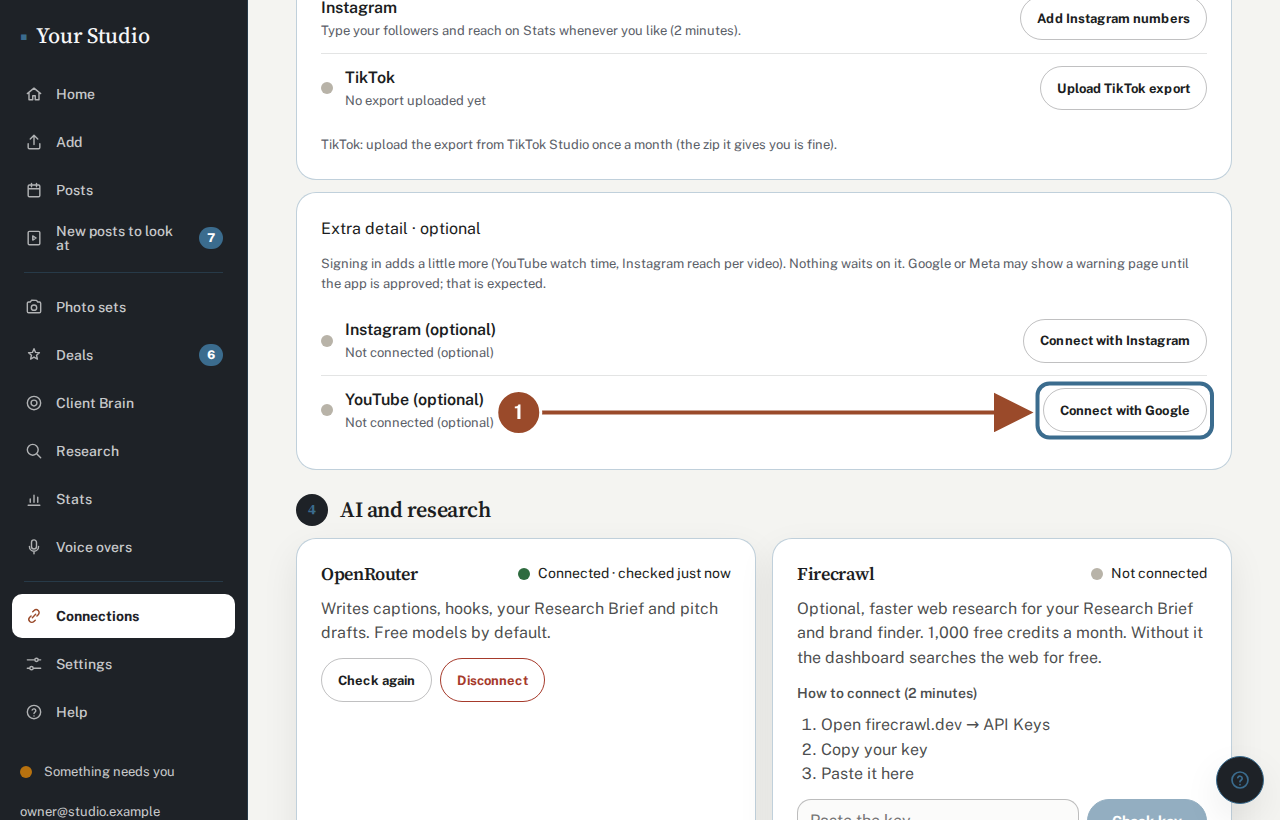 Your Studio
Home
Add
Posts
New posts to look
at
7
Photo sets
Deals
6
Client Brain
Research
Stats
Voice overs
Connections
Settings
Help
Something needs you
owner@studio.example
Instagram
Type your followers and reach on Stats whenever you like (2 minutes).
Add Instagram numbers
TikTok
No export uploaded yet
Upload TikTok export
TikTok: upload the export from TikTok Studio once a month (the zip it gives you is fine).
Extra detail · optional
Signing in adds a little more (YouTube watch time, Instagram reach per video). Nothing waits on it. Google or Meta may show a warning page until
the app is approved; that is expected.
Instagram (optional)
Not connected (optional)
Connect with Instagram
YouTube (optional)
Not connected (optional)
1
Connect with Google
4
AI and research
OpenRouter
Connected · checked just now
Writes captions, hooks, your Research Brief and pitch
drafts. Free models by default.
Check again
Disconnect
Firecrawl
Not connected
Optional, faster web research for your Research Brief
and brand finder. 1,000 free credits a month. Without it
the dashboard searches the web for free.
How to connect (2 minutes)
1. Open firecrawl.dev → API Keys
2. Copy your key
3. Paste it here
Paste the key
Check key